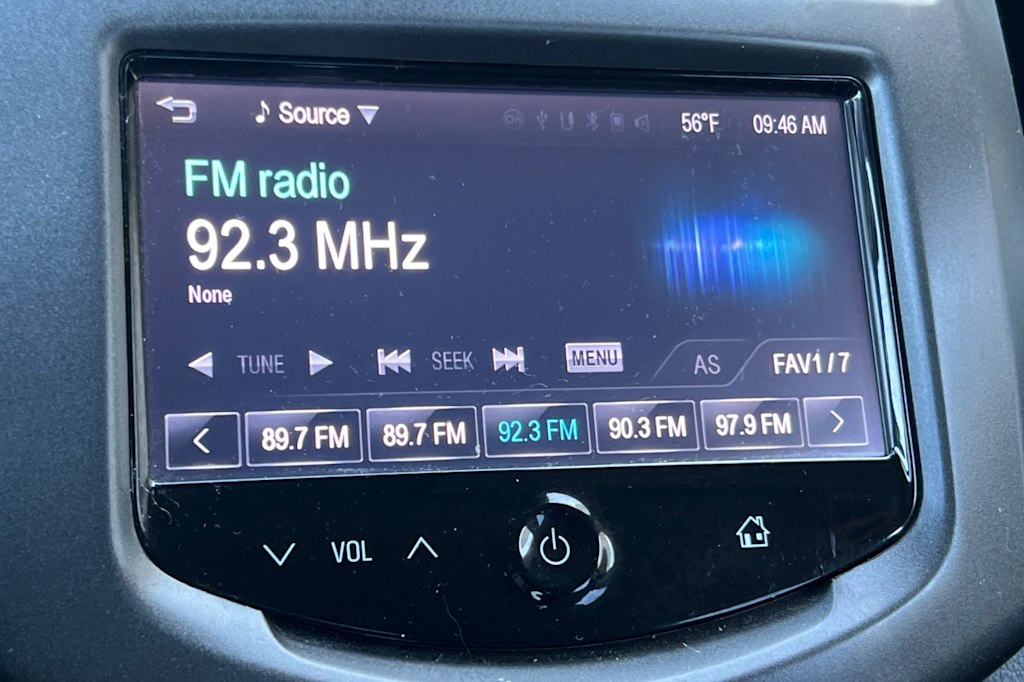 Source
56°F 09:46 AM
FM radio
92.3 MHz
None
TUNE SEEK MENU AS FAV1/7
89.7 FM 89.7 FM 92.3 FM 90.3 FM 97.9 FM
VOL